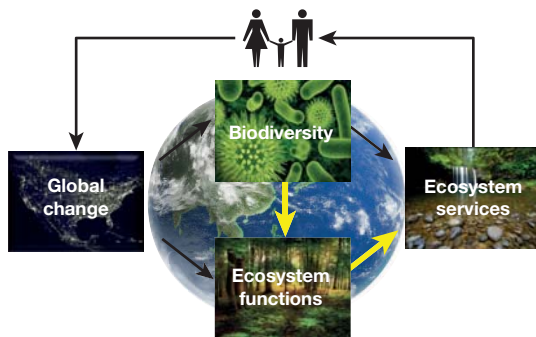 Biodiversity
Global
change
Ecosystem
services
Ecosystem
functions